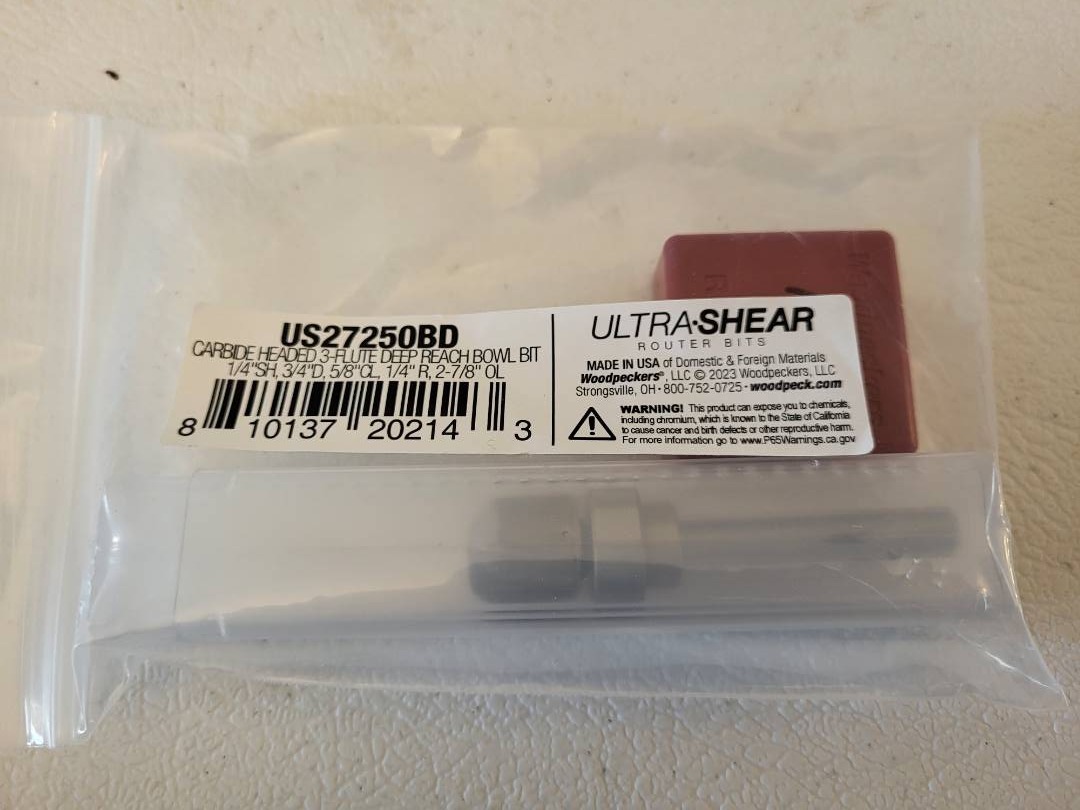 US27250BD
CARBIDE HEADED 3-FLUTE DEEP REACH BOWL BIT
1/4"SH, 3/4"D, 5/8"CL, 1/4" R, 2-7/8" OL
8 10137 20214 3
ULTRA·SHEAR
ROUTER BITS
MADE IN USA of Domestic & Foreign Materials
Woodpeckers®, LLC © 2023 Woodpeckers, LLC
Strongsville, OH • 800-752-0725 • woodpeck.com
WARNING! This product can expose you to chemicals,
including chromium, which is known to the State of California
to cause cancer and birth defects or other reproductive harm.
For more information go to www.P65Warnings.ca.gov